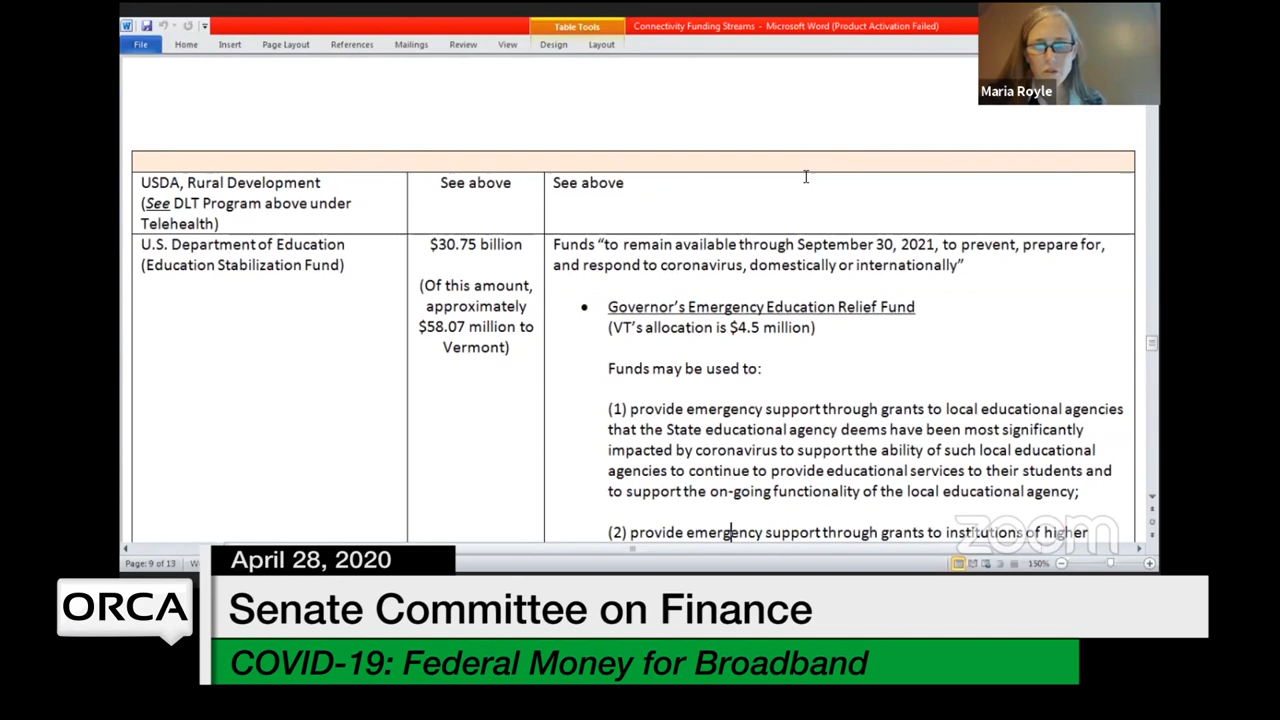 Table Tools
Connectivity Funding Streams - Microsoft Word (Product Activation Failed)
File Home Insert Page Layout References Mailings Review View Design Layout
Maria Royle
USDA, Rural Development
(See DLT Program above under
Telehealth)
See above
See above
U.S. Department of Education
(Education Stabilization Fund)
$30.75 billion
(Of this amount,
approximately
$58.07 million to
Vermont)
Funds “to remain available through September 30, 2021, to prevent, prepare for,
and respond to coronavirus, domestically or internationally”
• Governor’s Emergency Education Relief Fund
(VT’s allocation is $4.5 million)
Funds may be used to:
(1) provide emergency support through grants to local educational agencies
that the State educational agency deems have been most significantly
impacted by coronavirus to support the ability of such local educational
agencies to continue to provide educational services to their students and
to support the on-going functionality of the local educational agency;
(2) provide emergency support through grants to institutions of higher
zoom
Page: 9 of 13
150%
April 28, 2020
ORCA
Senate Committee on Finance
COVID-19: Federal Money for Broadband